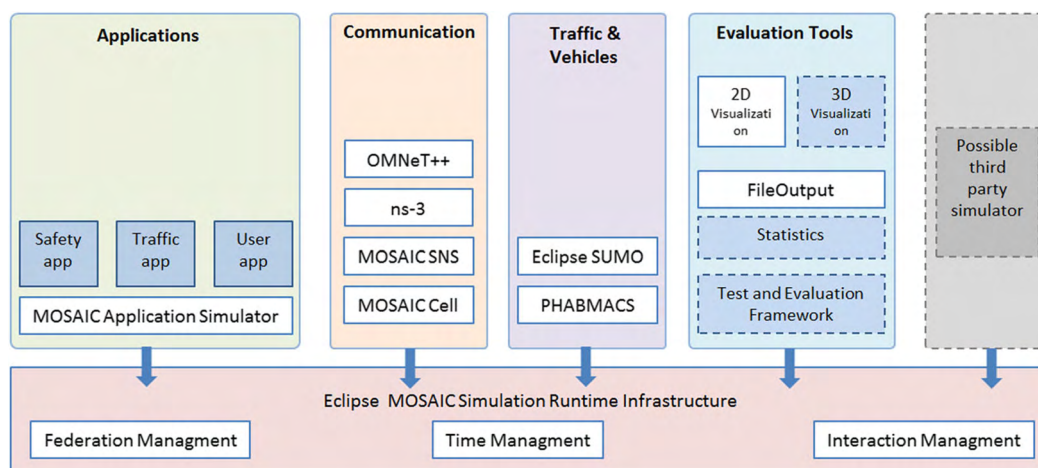 Applications
Safety
app
Traffic
app
User
app
MOSAIC Application Simulator
Communication
OMNeT++
ns-3
MOSAIC SNS
MOSAIC Cell
Traffic &
Vehicles
Eclipse SUMO
PHABMACS
Evaluation Tools
2D
Visualizati
on
3D
Visualizati
on
FileOutput
Statistics
Test and Evaluation
Framework
Possible
third
party
simulator
Eclipse MOSAIC Simulation Runtime Infrastructure
Federation Managment
Time Managment
Interaction Managment